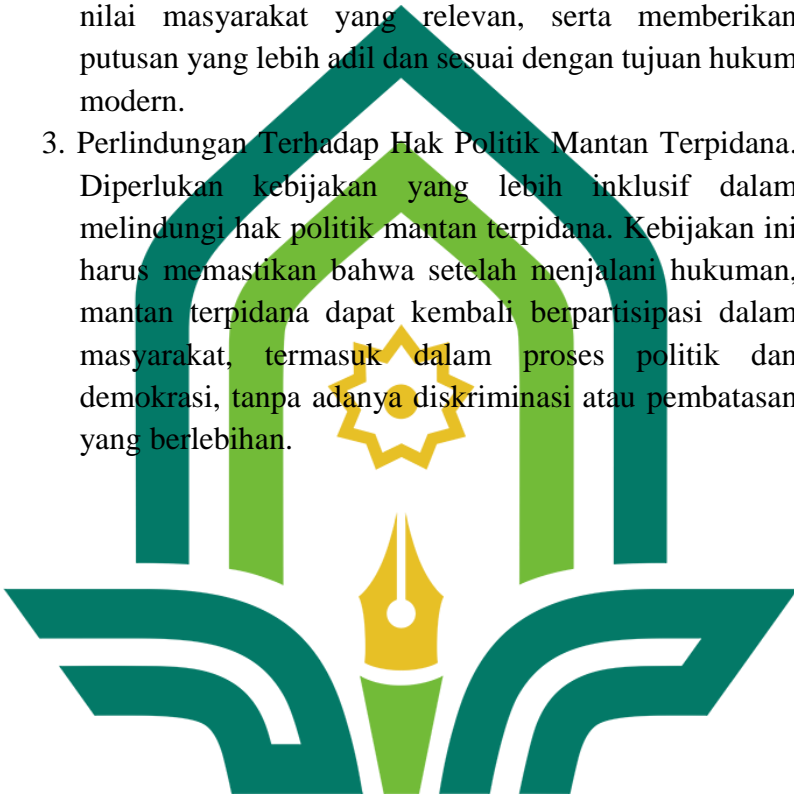 nilai masyarakat yang relevan, serta memberikan
putusan yang lebih adil dan sesuai dengan tujuan hukum
modern.
3. Perlindungan Terhadap Hak Politik Mantan Terpidana.
Diperlukan kebijakan yang lebih inklusif dalam
melindungi hak politik mantan terpidana. Kebijakan ini
harus memastikan bahwa setelah menjalani hukuman,
mantan terpidana dapat kembali berpartisipasi dalam
masyarakat, termasuk dalam proses politik dan
demokrasi, tanpa adanya diskriminasi atau pembatasan
yang berlebihan.